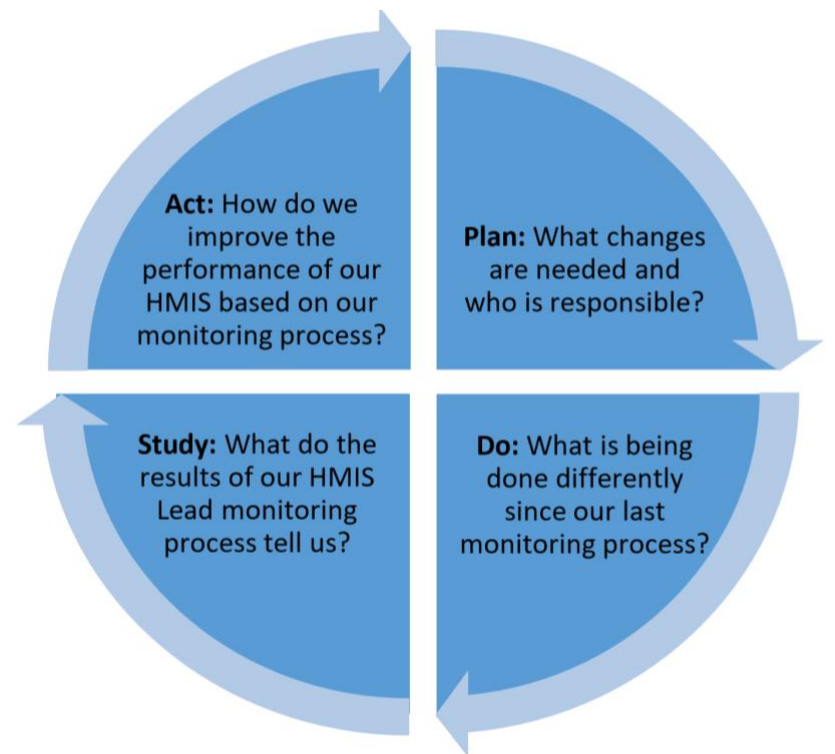 Act: How do we
improve the
performance of our
HMIS based on our
monitoring process?
Plan: What changes
are needed and
who is responsible?
Study: What do the
results of our HMIS
Lead monitoring
process tell us?
Do: What is being
done differently
since our last
monitoring process?